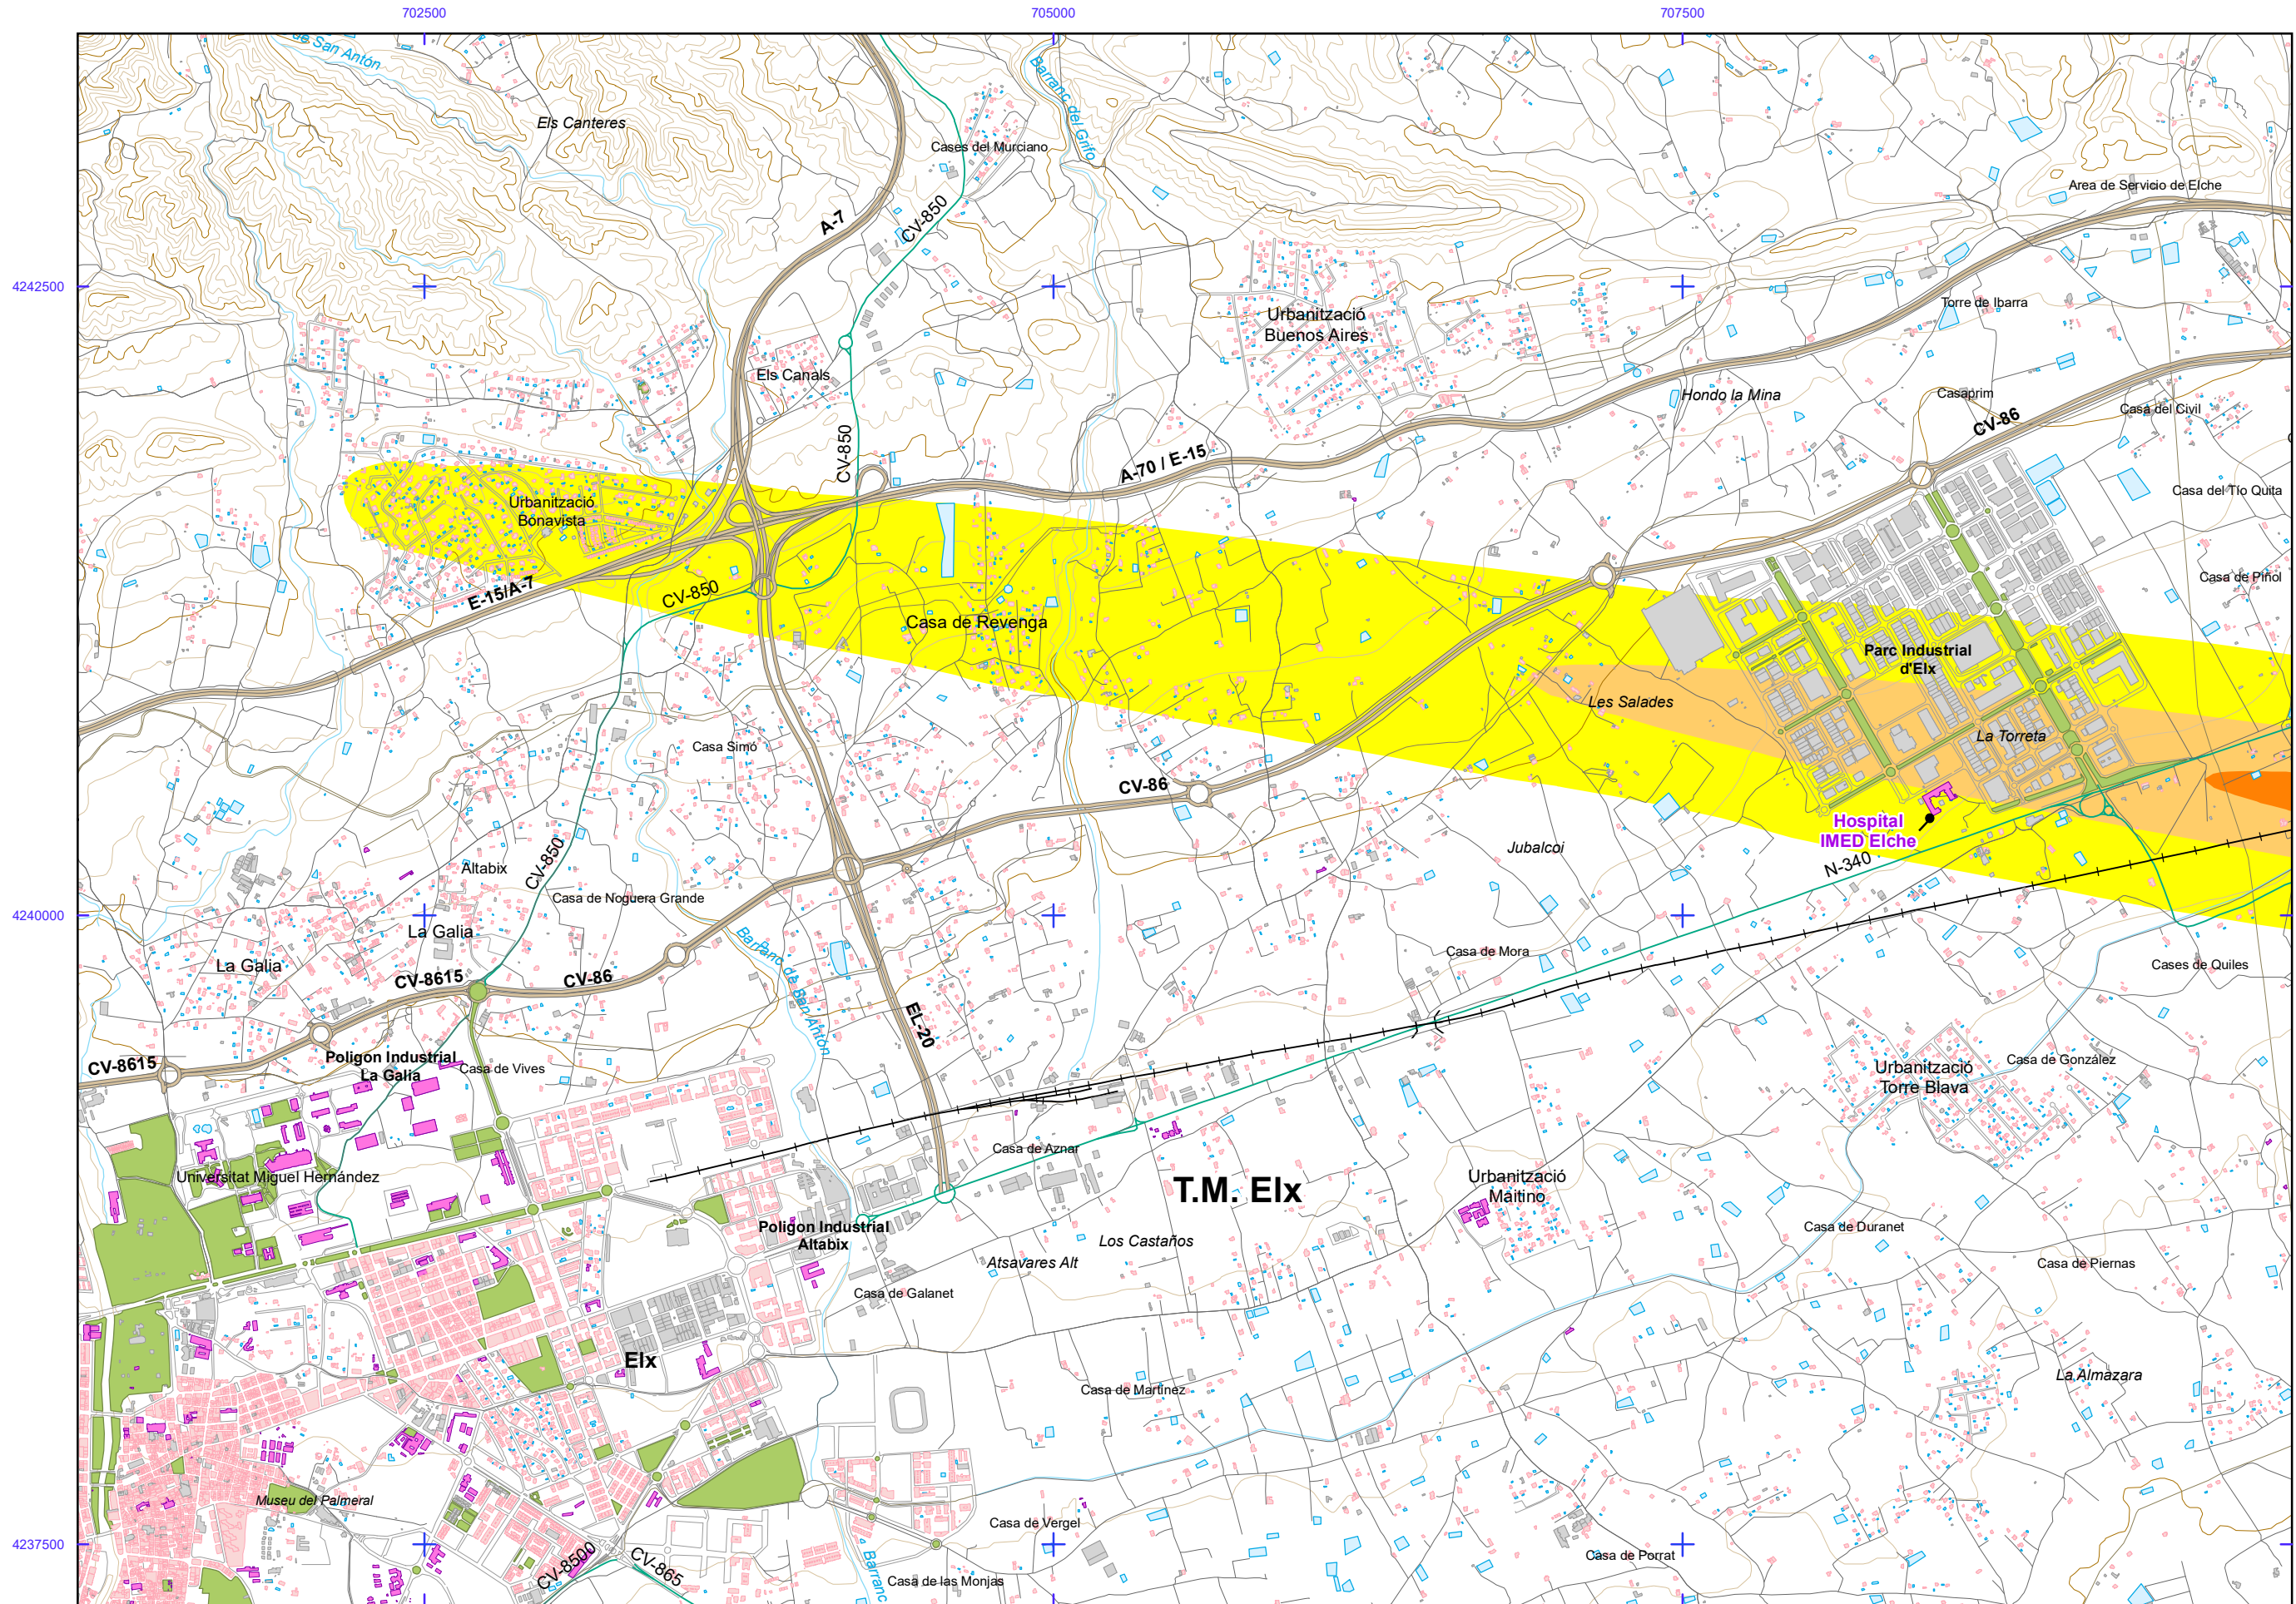 702500
705000
707500
de San Antón
Barranc del Grifo
Els Canteres
Cases del Murciano
A-7
CV-850
Area de Servicio de Elche
4242500
Torre de Ibarra
Urbanització
Buenos Aires
Els Canals
Hondo la Mina
Casaprim
Casa del Civil
CV-86
CV-850
A-70 / E-15
Casa del Tío Quita
Urbanització
Bonavista
Casa de Piñol
E-15/A-7
CV-850
Casa de Revenga
Parc Industrial
d'Elx
Les Salades
La Torreta
Casa Simó
CV-86
Hospital
IMED Elche
Jubalcoi
N-340
Altabix
CV-850
Casa de Noguera Grande
4240000
La Galia
La Galia
Barranc de San Antón
Casa de Mora
Cases de Quiles
CV-8615
CV-86
EL-20
CV-8615
Poligon Industrial
La Galia
Casa de Vives
Urbanització
Torre Blava
Casa de González
Casa de Aznar
Universitat Miguel Hernández
T.M. Elx
Urbanització
Maitino
Poligon Industrial
Altabix
Los Castaños
Atsavares Alt
Casa de Duranet
Casa de Piernas
Casa de Galanet
Elx
Casa de Martinez
La Almazara
Museu del Palmeral
Casa de Vergel
4237500
CV-8500
CV-865
Barranc
Casa de Porrat
Casa de las Monjas